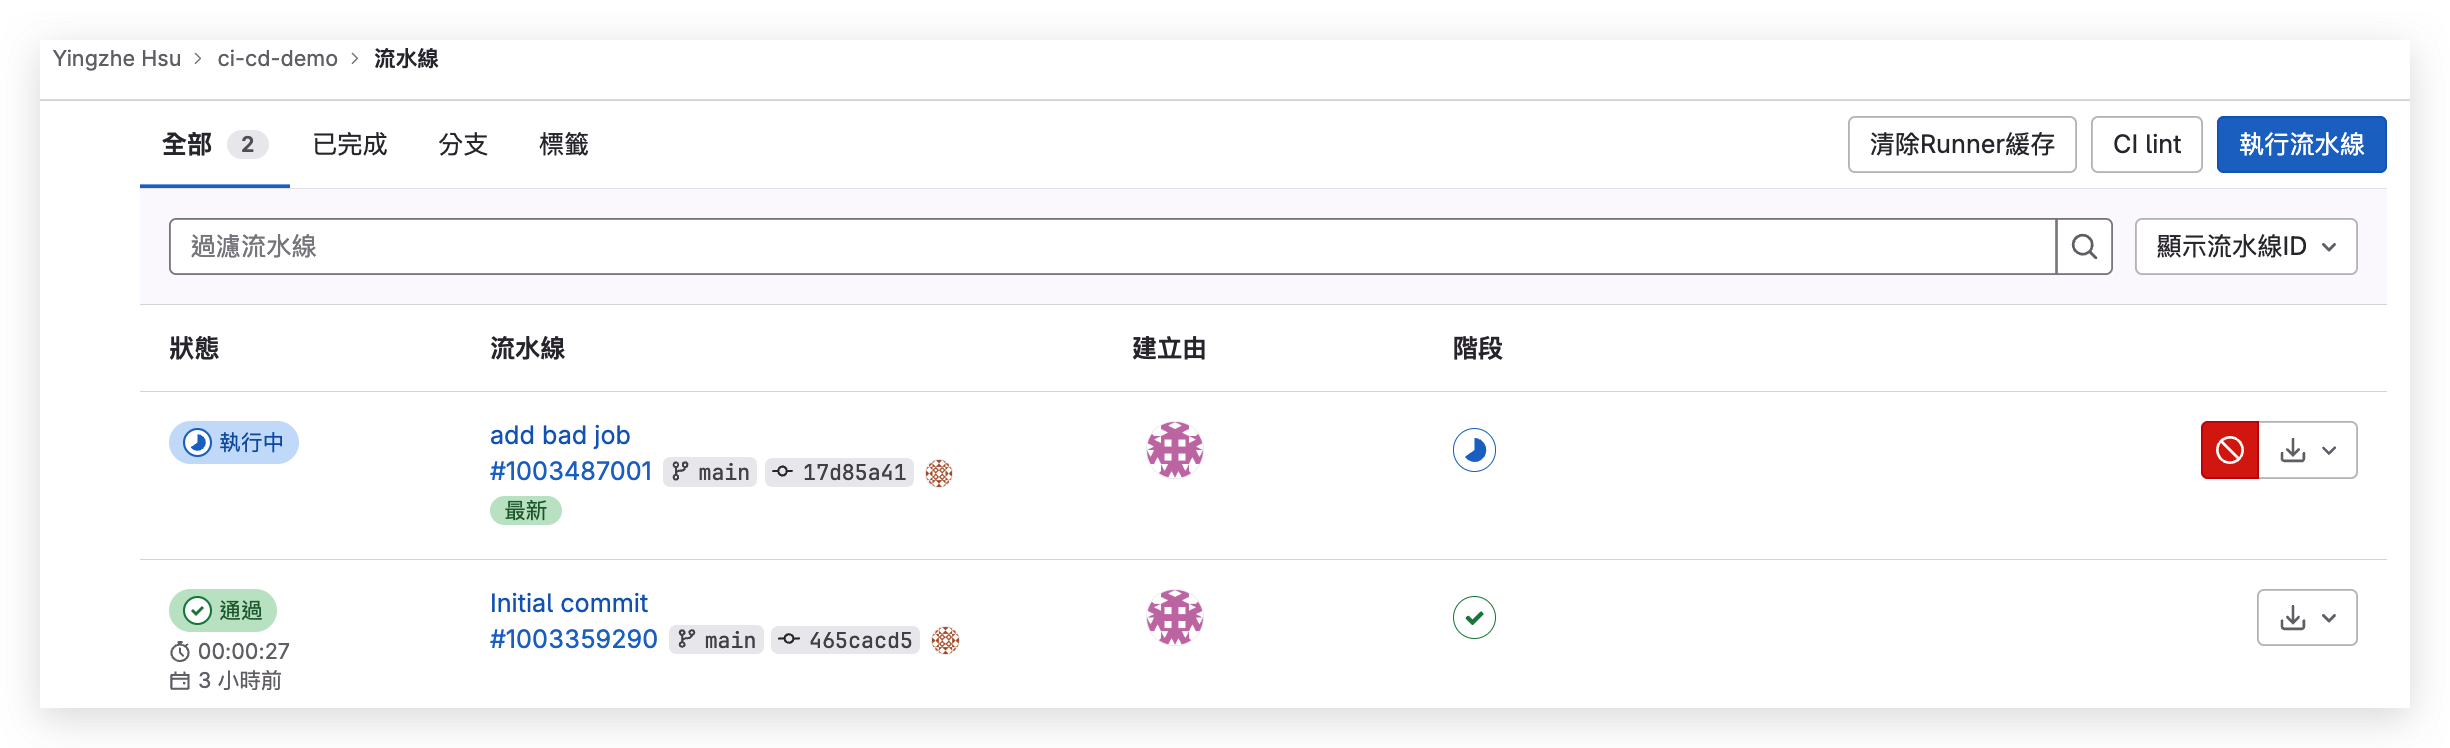 Yingzhe Hsu > ci-cd-demo > 流水線
全部 2 已完成 分支 標籤 清除Runner緩存 CI lint 執行流水線
過濾流水線 顯示流水線ID
狀態 流水線 建立由 階段
執行中 add bad job
#1003487001 main 17d85a41
最新
通過 Initial commit
#1003359290 main 465cacd5
00:00:27
3 小時前